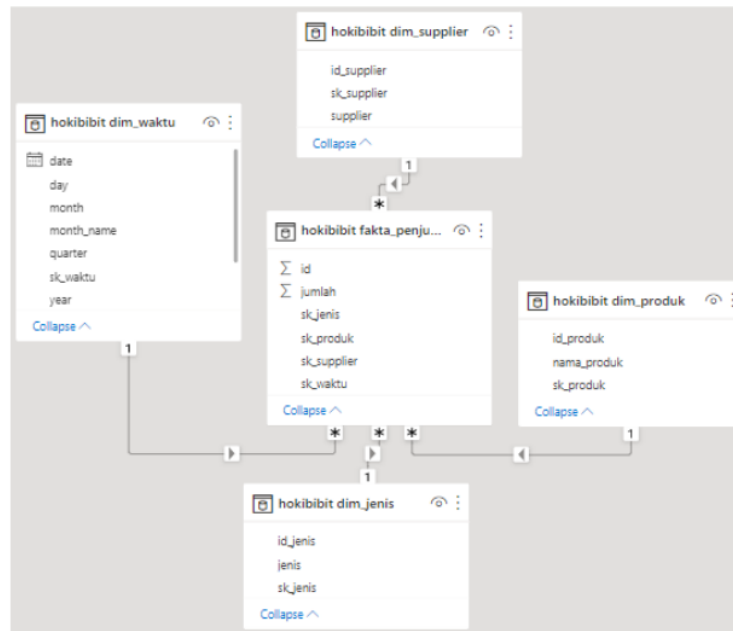 hokibibit dim_supplier
id_supplier
sk_supplier
supplier
Collapse
1
*
hokibibit dim_waktu
date
day
month
month_name
quarter
sk_waktu
year
Collapse
1
hokibibit fakta_penju...
Σ id
Σ jumlah
sk_jenis
sk_produk
sk_supplier
sk_waktu
Collapse
* * *
hokibibit dim_produk
id_produk
nama_produk
sk_produk
Collapse
1
1
hokibibit dim_jenis
id_jenis
jenis
sk_jenis
Collapse